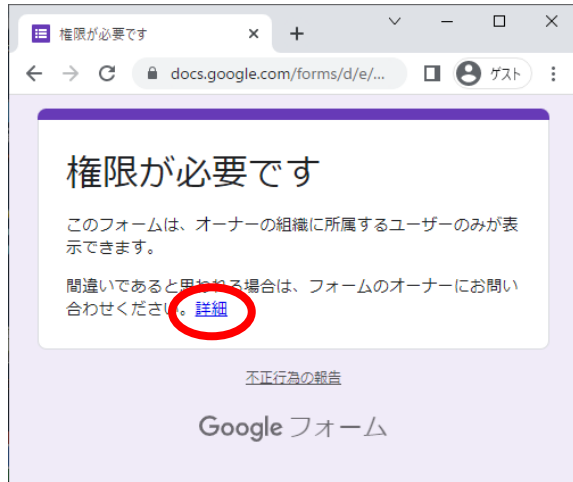 権限が必要です
docs.google.com/forms/d/e/...
ゲスト
権限が必要です
このフォームは、オーナーの組織に所属するユーザーのみが表
示できます。
間違いであると思われる場合は、フォームのオーナーにお問い
合わせください。詳細
不正行為の報告
Google フォーム